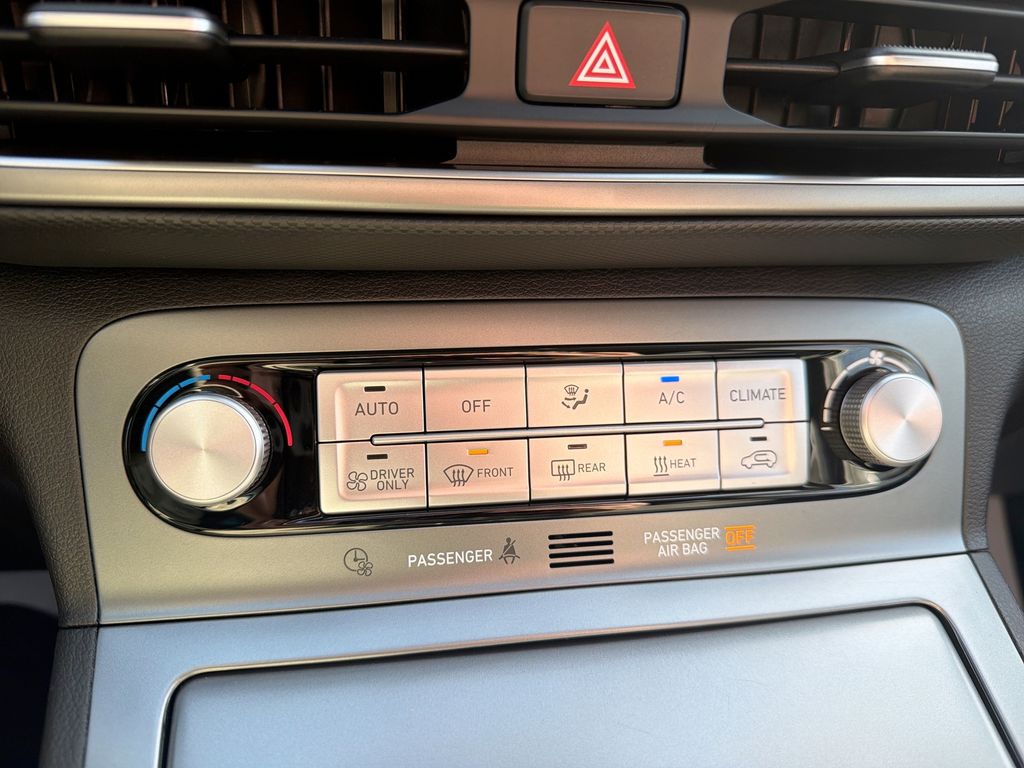 AUTO
OFF
A/C
CLIMATE
DRIVER
ONLY
FRONT
REAR
HEAT
PASSENGER
PASSENGER
AIR BAG
OFF